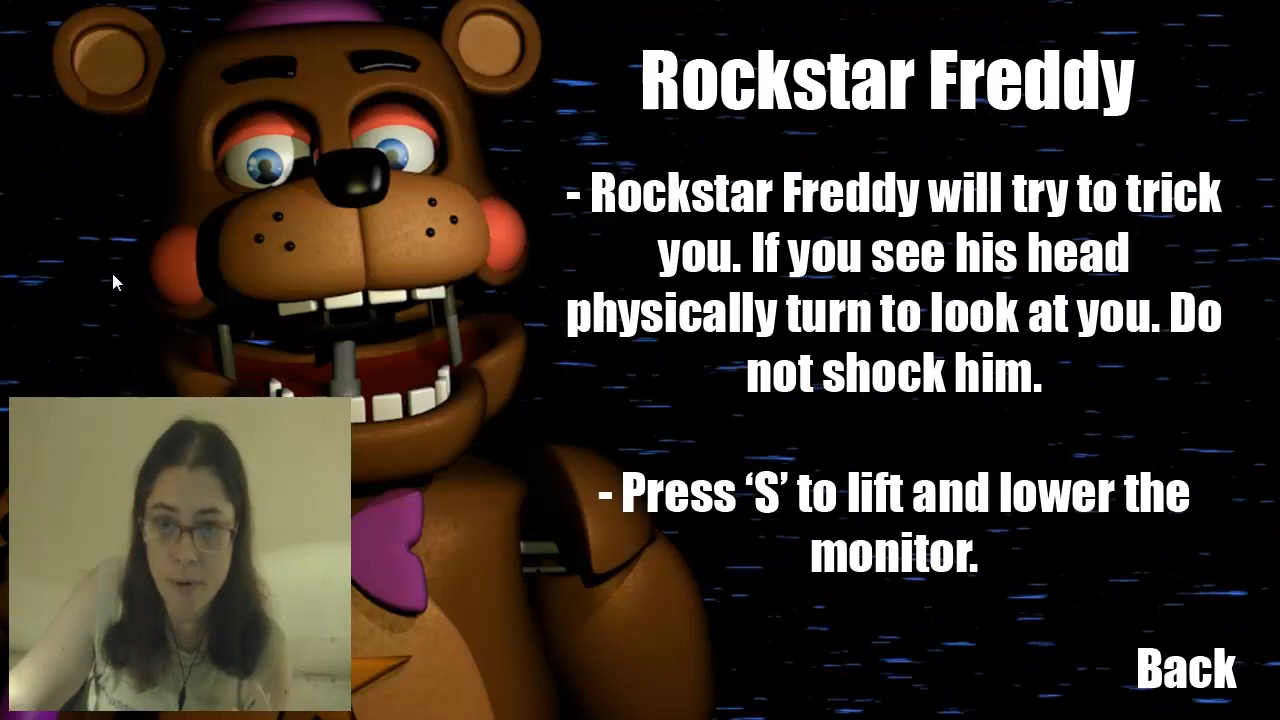 Rockstar Freddy
- Rockstar Freddy will try to trick
you. If you see his head
physically turn to look at you. Do
not shock him.
- Press ‘S’ to lift and lower the
monitor.
Back